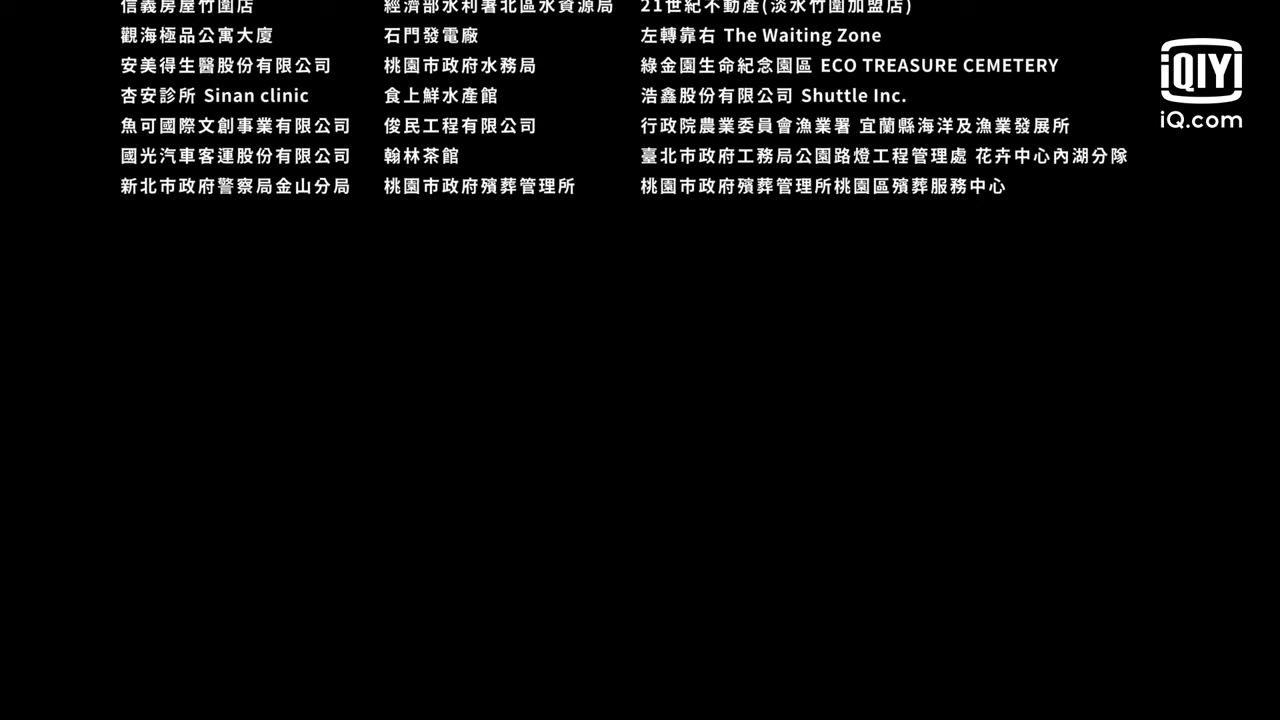 信義房屋竹圍店 經濟部水利署北區水資源局 21世紀不動產(淡水竹圍加盟店)
觀海極品公寓大廈 石門發電廠 左轉靠右 The Waiting Zone
安美得生醫股份有限公司 桃園市政府水務局 綠金園生命紀念園區 ECO TREASURE CEMETERY
杏安診所 Sinan clinic 食上鮮水產館 浩鑫股份有限公司 Shuttle Inc.
魚可國際文創事業有限公司 俊民工程有限公司 行政院農業委員會漁業署 宜蘭縣海洋及漁業發展所
國光汽車客運股份有限公司 翰林茶館 臺北市政府工務局公園路燈工程管理處 花卉中心內湖分隊
新北市政府警察局金山分局 桃園市政府殯葬管理所 桃園市政府殯葬管理所桃園區殯葬服務中心
iQIYI
iQ.com